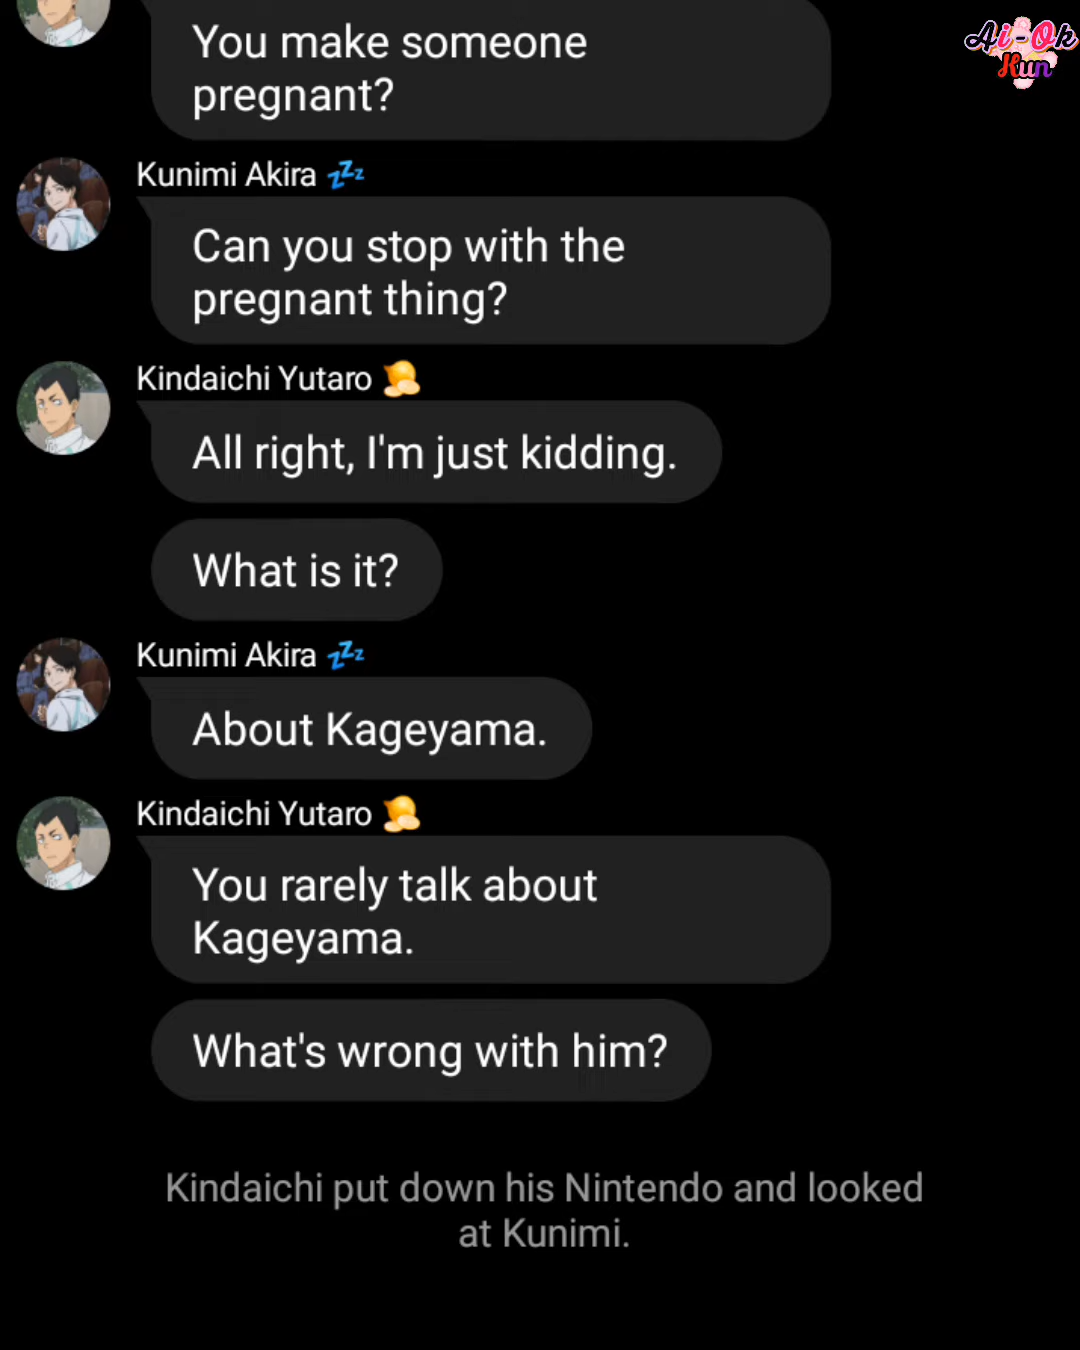 Ai-Ok
Kun
You make someone
pregnant?
Kunimi Akira 💤
Can you stop with the
pregnant thing?
Kindaichi Yutaro
All right, I'm just kidding.
What is it?
Kunimi Akira 💤
About Kageyama.
Kindaichi Yutaro
You rarely talk about
Kageyama.
What's wrong with him?
Kindaichi put down his Nintendo and looked
at Kunimi.